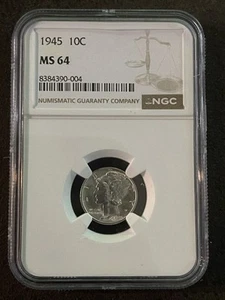 1945 10C
MS 64
8384390-004
NUMISMATIC GUARANTY COMPANY
NGC